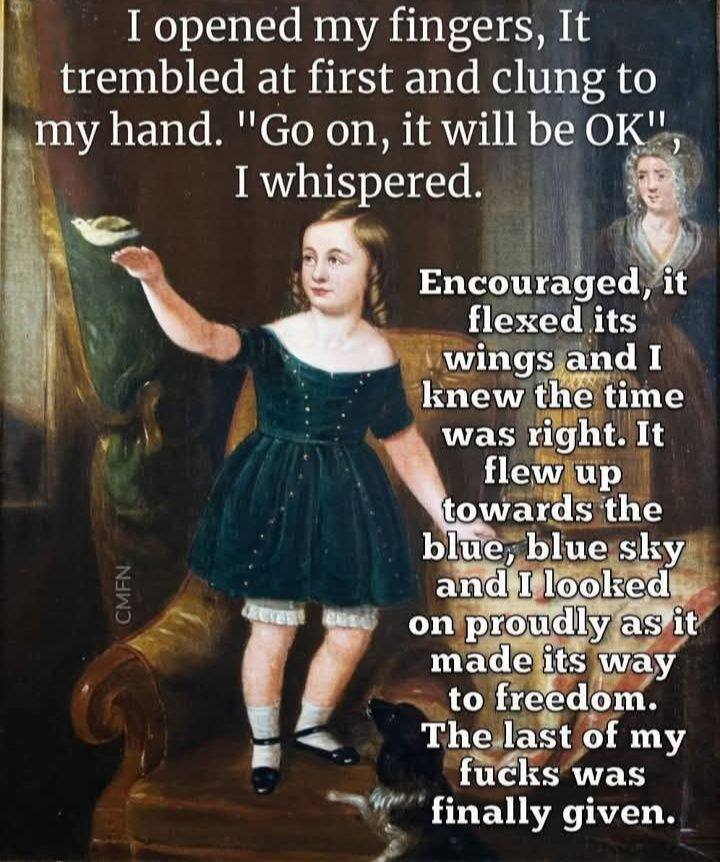 I opened my fingers, It
trembled at first and clung to
my hand. "Go on, it will be OK",
I whispered.
Encouraged, it
flexed its
wings and I
knew the time
was right. It
flew up
towards the
blue, blue sky
and I looked
on proudly as it
made its way
to freedom.
The last of my
fucks was
finally given.
CMFN